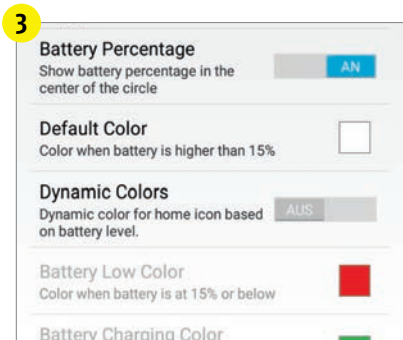 3
Battery Percentage
Show battery percentage in the
center of the circle
AN
Default Color
Color when battery is higher than 15%
Dynamic Colors
Dynamic color for home icon based
on battery level.
AUS
Battery Low Color
Color when battery is at 15% or below
Battery Charging Color